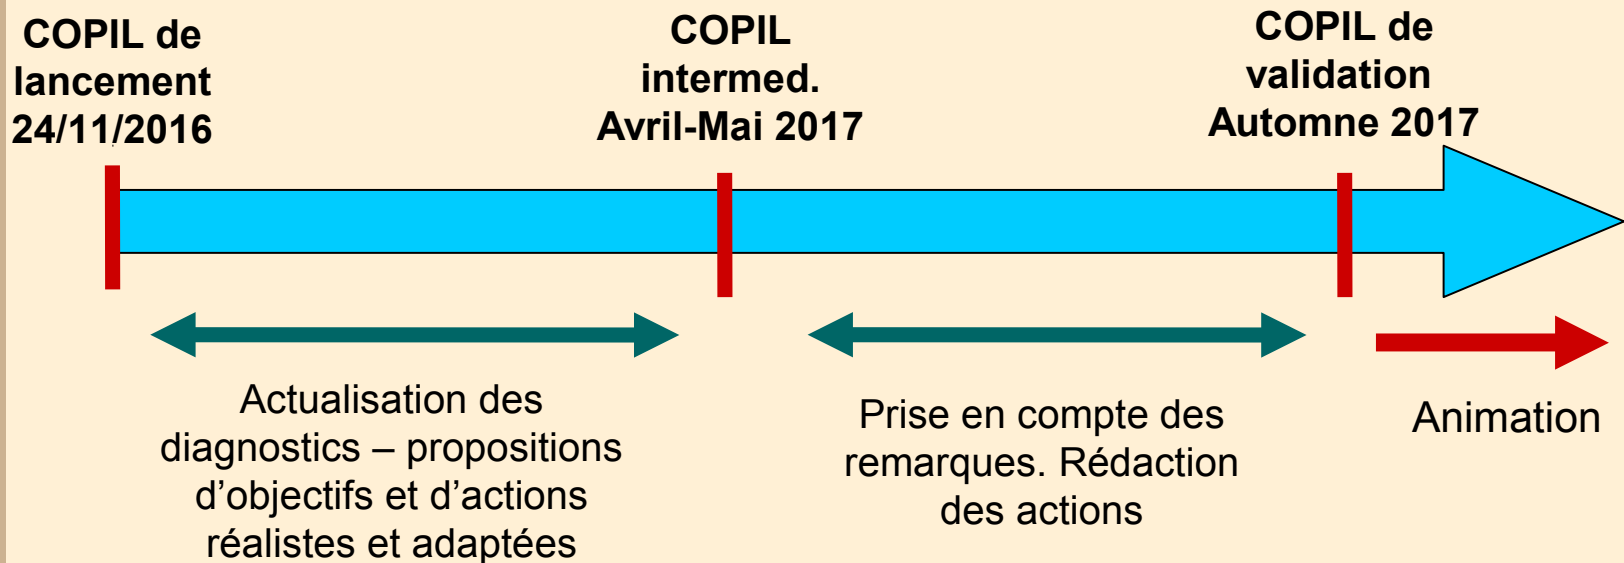 COPIL de
lancement
24/11/2016
COPIL
intermed.
Avril-Mai 2017
COPIL de
validation
Automne 2017
Actualisation des
diagnostics – propositions
d’objectifs et d’actions
réalistes et adaptées
Prise en compte des
remarques. Rédaction
des actions
Animation